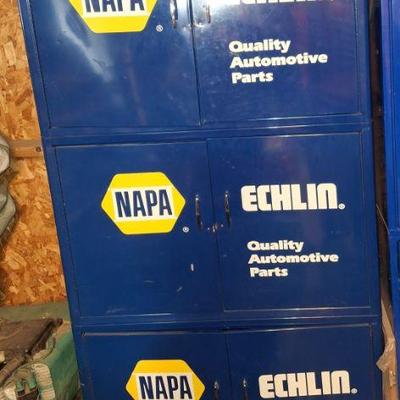 NAPA ®
ECHLIN®
Quality
Automotive
Parts
NAPA ®
ECHLIN®
Quality
Automotive
Parts
NAPA
ECHLIN®